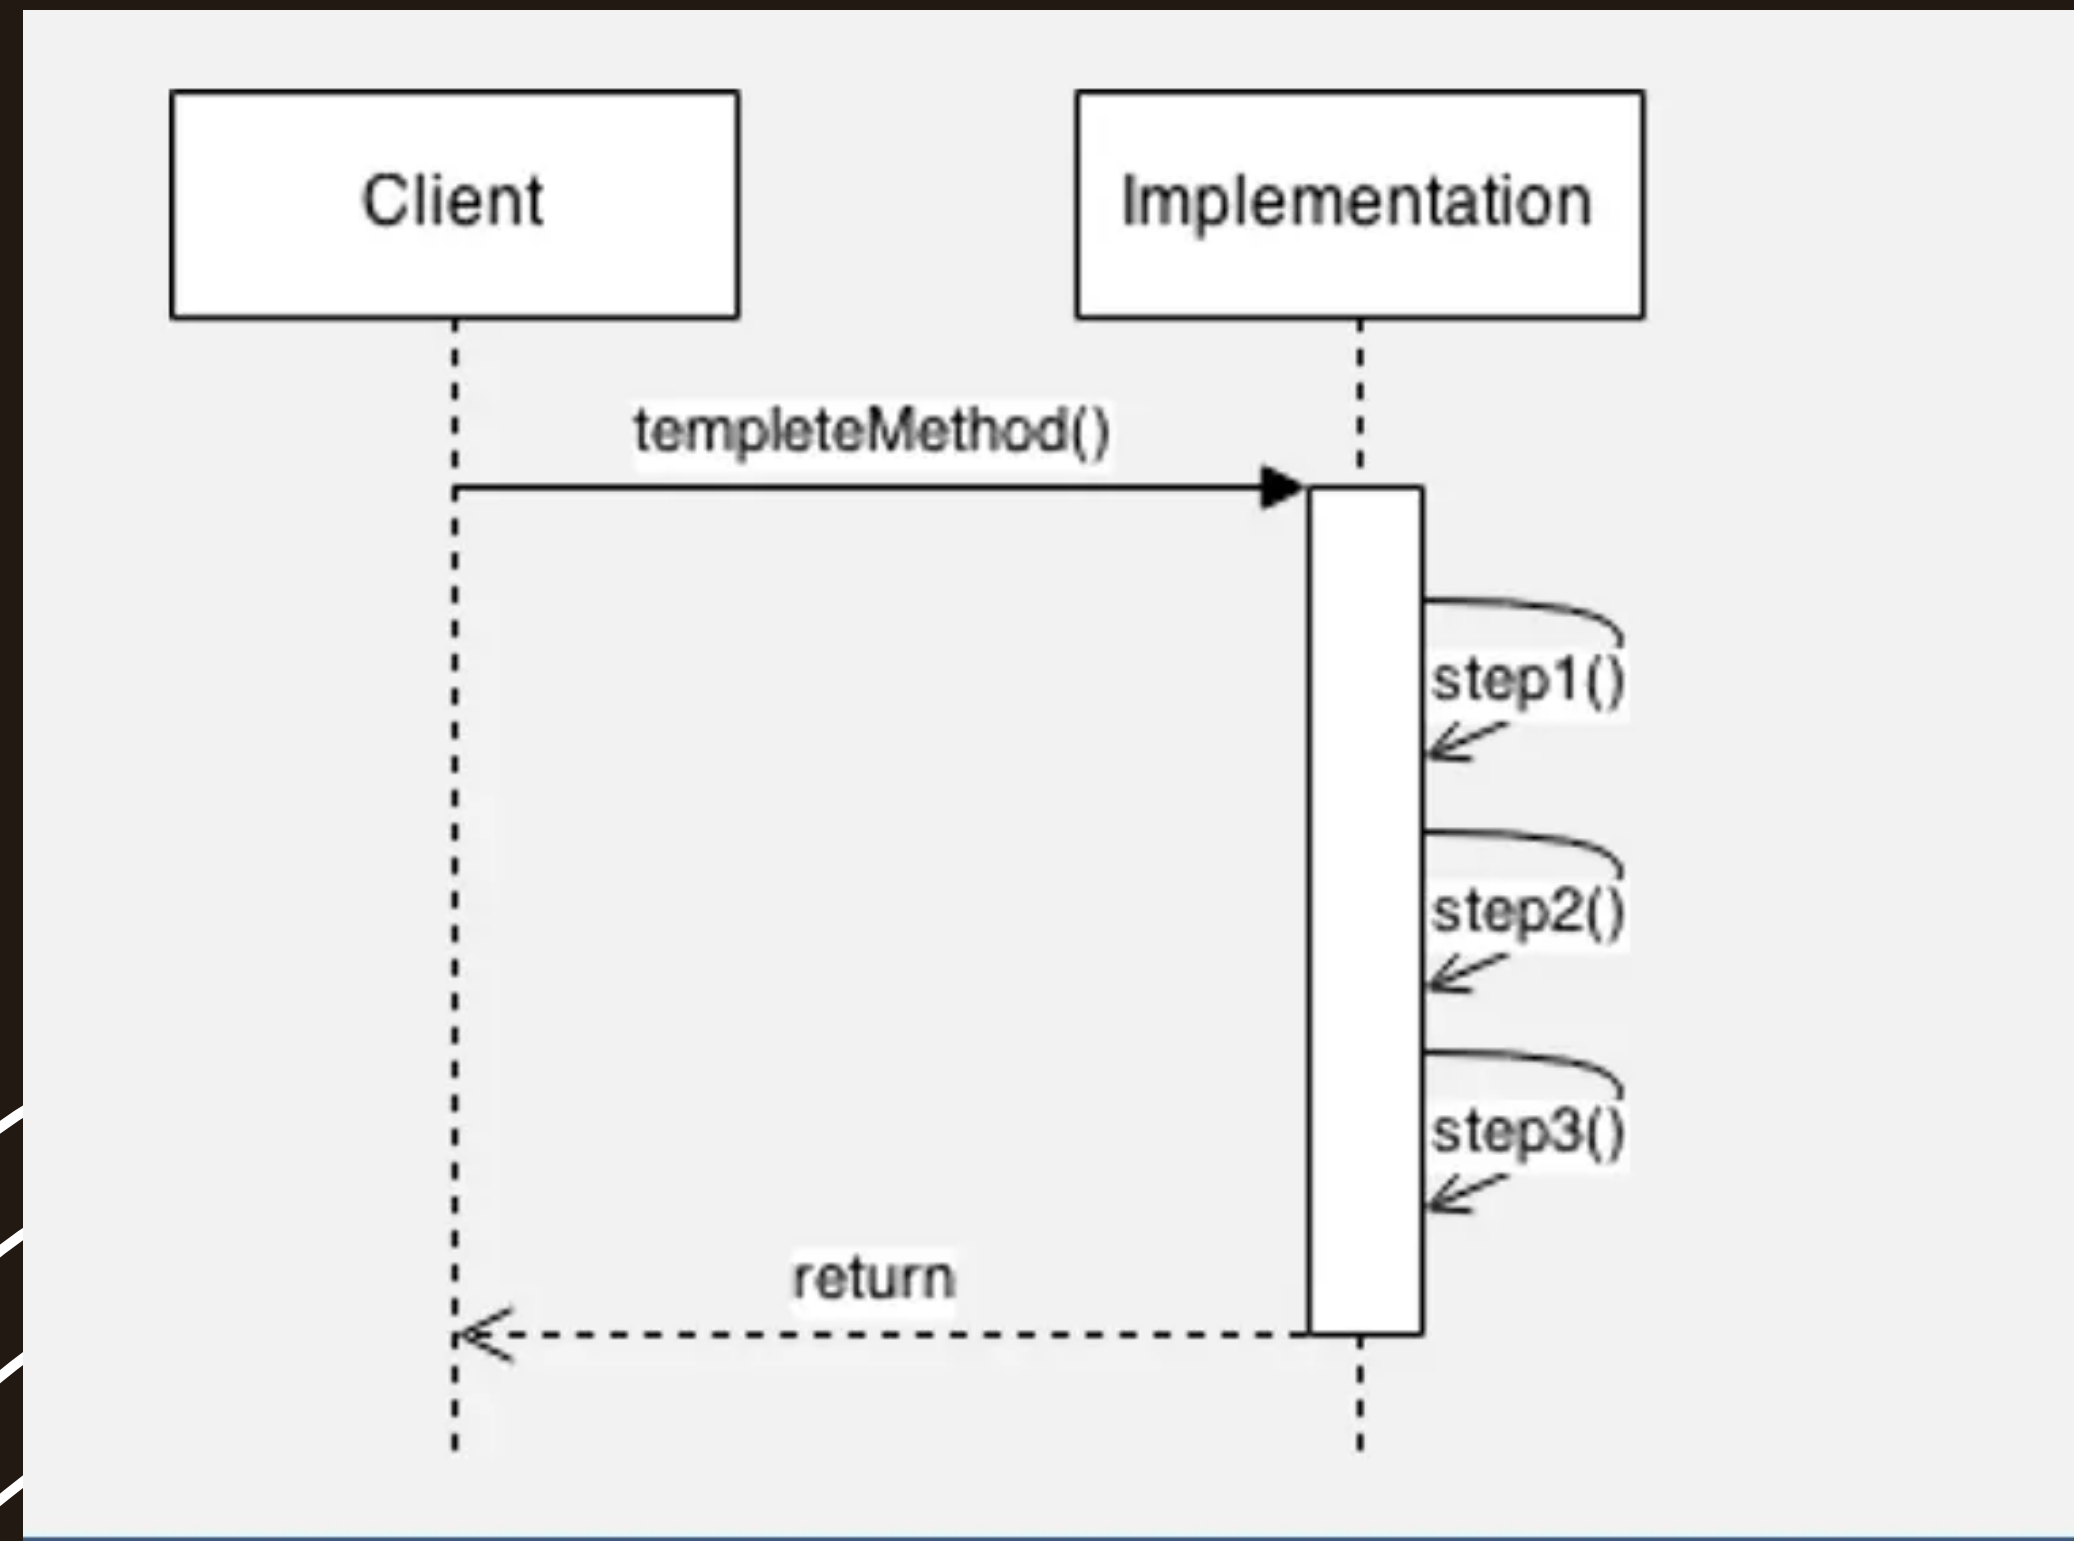 Client
Implementation
templeteMethod()
step1()
step2()
step3()
return